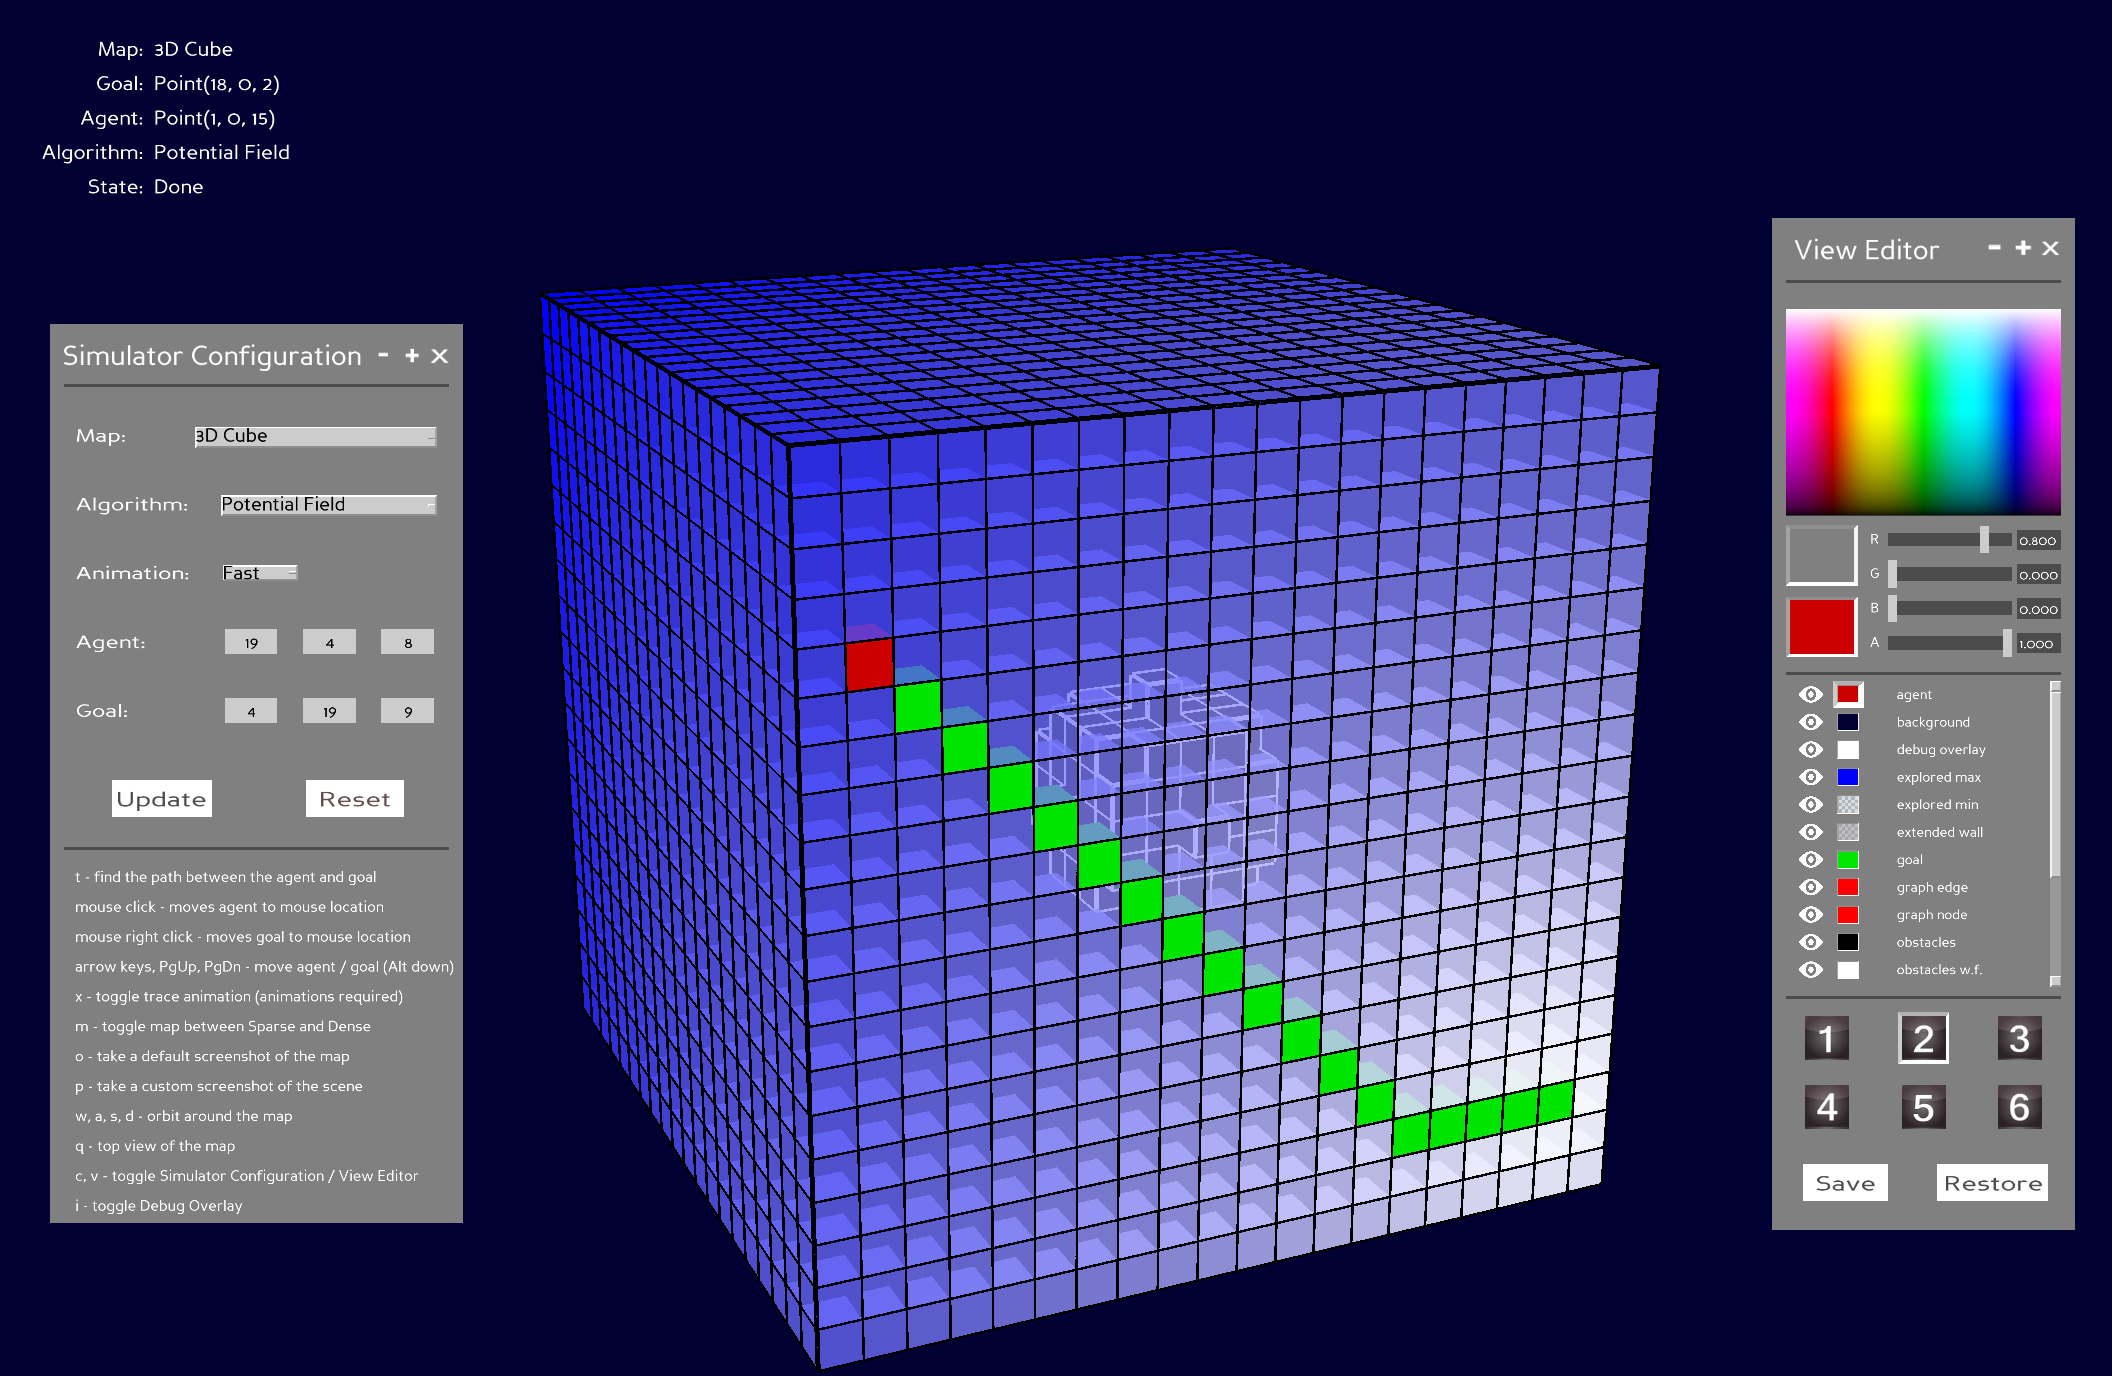 Map: 3D Cube
Goal: Point(18, 0, 2)
Agent: Point(1, 0, 15)
Algorithm: Potential Field
State: Done
Simulator Configuration - + X
Map: 3D Cube
Algorithm: Potential Field
Animation: Fast
Agent: 19 4 8
Goal: 4 19 9
Update Reset
t - find the path between the agent and goal
mouse click - moves agent to mouse location
mouse right click - moves goal to mouse location
arrow keys, PgUp, PgDn - move agent / goal (Alt down)
x - toggle trace animation (animations required)
m - toggle map between Sparse and Dense
o - take a default screenshot of the map
p - take a custom screenshot of the scene
w, a, s, d - orbit around the map
q - top view of the map
c, v - toggle Simulator Configuration / View Editor
i - toggle Debug Overlay
View Editor - + X
R 0.800
G 0.000
B 0.000
A 1.000
agent
background
debug overlay
explored max
explored min
extended wall
goal
graph edge
graph node
obstacles
obstacles w.f.
1 2 3
4 5 6
Save Restore